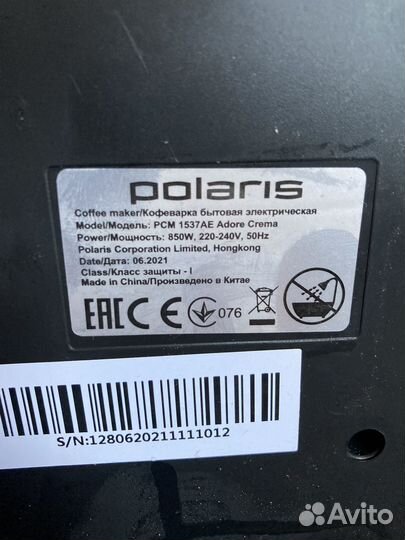 polaris
Coffee maker/Кофеварка бытовая электрическая
Model/Модель: PCM 1537AE Adore Crema
Power/Мощность: 850W, 220-240V, 50Hz
Polaris Corporation Limited, Hongkong
Date/Дата: 06.2021
Class/Класс защиты - I
Made in China/Произведено в Китае
EAC CE 076
S/N:1280620211111012
Avito